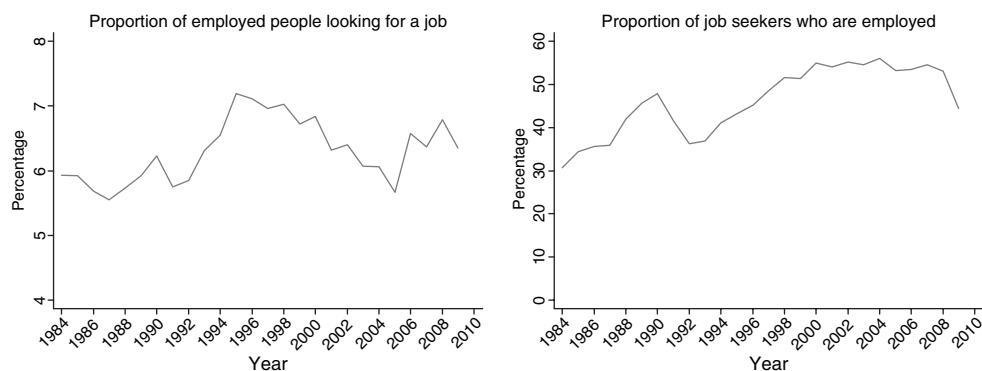 Proportion of employed people looking for a job
8
7
6
5
4
Percentage
1984 1986 1988 1990 1992 1994 1996 1998 2000 2002 2004 2006 2008 2010
Year
Proportion of job seekers who are employed
60
50
40
30
20
10
0
Percentage
1984 1986 1988 1990 1992 1994 1996 1998 2000 2002 2004 2006 2008 2010
Year